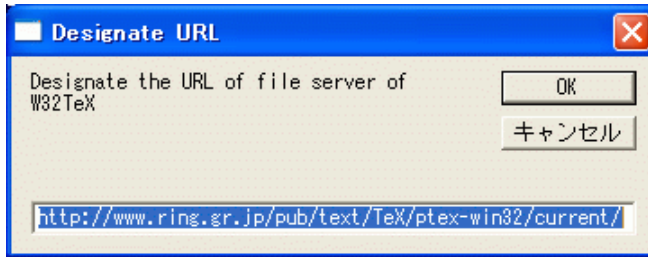 Designate URL
Designate the URL of file server of
W32TeX
OK
キャンセル
http://www.ring.gr.jp/pub/text/TeX/ptex-win32/current/